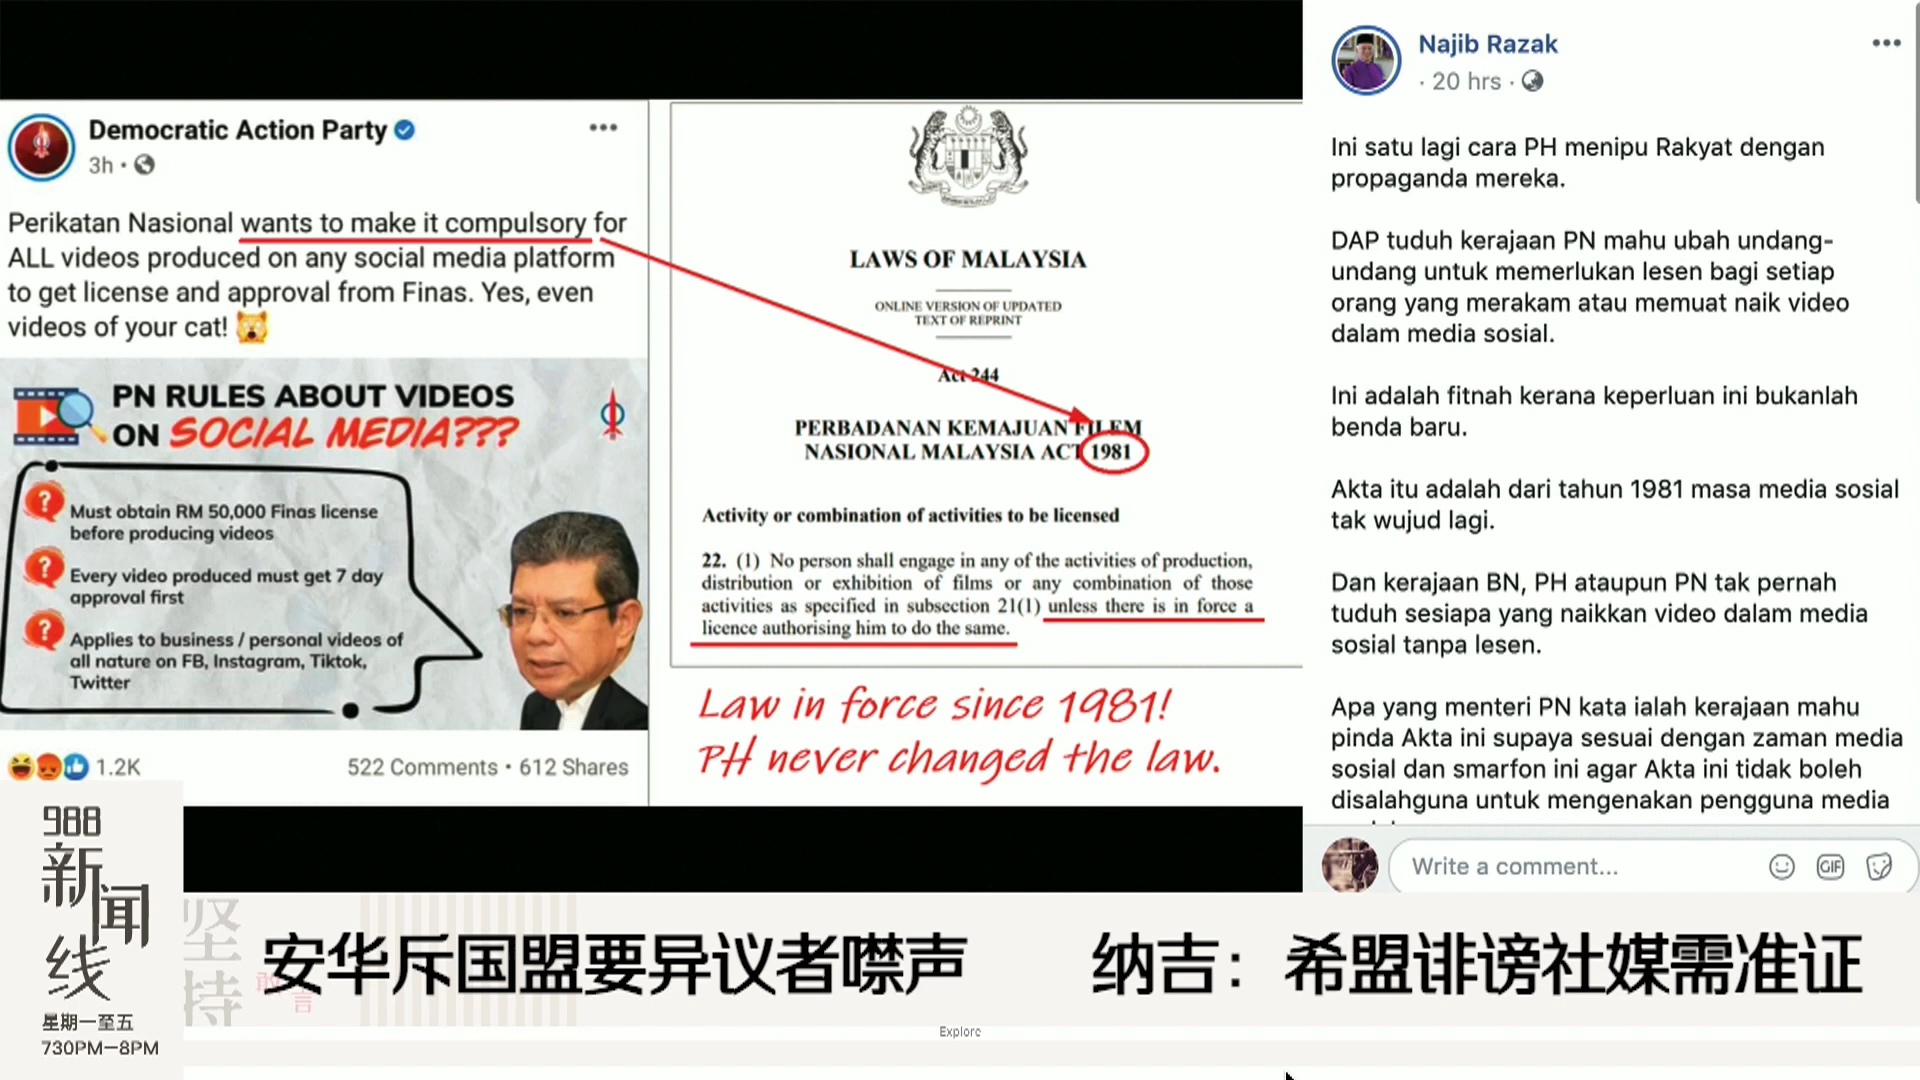 Democratic Action Party
3h
Perikatan Nasional wants to make it compulsory for
ALL videos produced on any social media platform
to get license and approval from Finas. Yes, even
videos of your cat!
PN RULES ABOUT VIDEOS
ON SOCIAL MEDIA???
? Must obtain RM 50,000 Finas license
before producing videos
? Every video produced must get 7 day
approval first
? Applies to business / personal videos of
all nature on FB, Instagram, Tiktok,
Twitter
1.2K
522 Comments • 612 Shares
LAWS OF MALAYSIA
ONLINE VERSION OF UPDATED
TEXT OF REPRINT
Act 244
PERBADANAN KEMAJUAN FILEM
NASIONAL MALAYSIA ACT 1981
Activity or combination of activities to be licensed
22. (1) No person shall engage in any of the activities of production,
distribution or exhibition of films or any combination of those
activities as specified in subsection 21(1) unless there is in force a
licence authorising him to do the same.
Law in force since 1981!
PH never changed the law.
Najib Razak
· 20 hrs ·
Ini satu lagi cara PH menipu Rakyat dengan
propaganda mereka.
DAP tuduh kerajaan PN mahu ubah undang-
undang untuk memerlukan lesen bagi setiap
orang yang merakam atau memuat naik video
dalam media sosial.
Ini adalah fitnah kerana keperluan ini bukanlah
benda baru.
Akta itu adalah dari tahun 1981 masa media sosial
tak wujud lagi.
Dan kerajaan BN, PH ataupun PN tak pernah
tuduh sesiapa yang naikkan video dalam media
sosial tanpa lesen.
Apa yang menteri PN kata ialah kerajaan mahu
pinda Akta ini supaya sesuai dengan zaman media
sosial dan smarfon ini agar Akta ini tidak boleh
disalahguna untuk mengenakan pengguna media
Write a comment...
GIF
988
新闻线
星期一至五
730PM—8PM
坚持
敢言
安华斥国盟要异议者噤声 纳吉：希盟诽谤社媒需准证
Explore